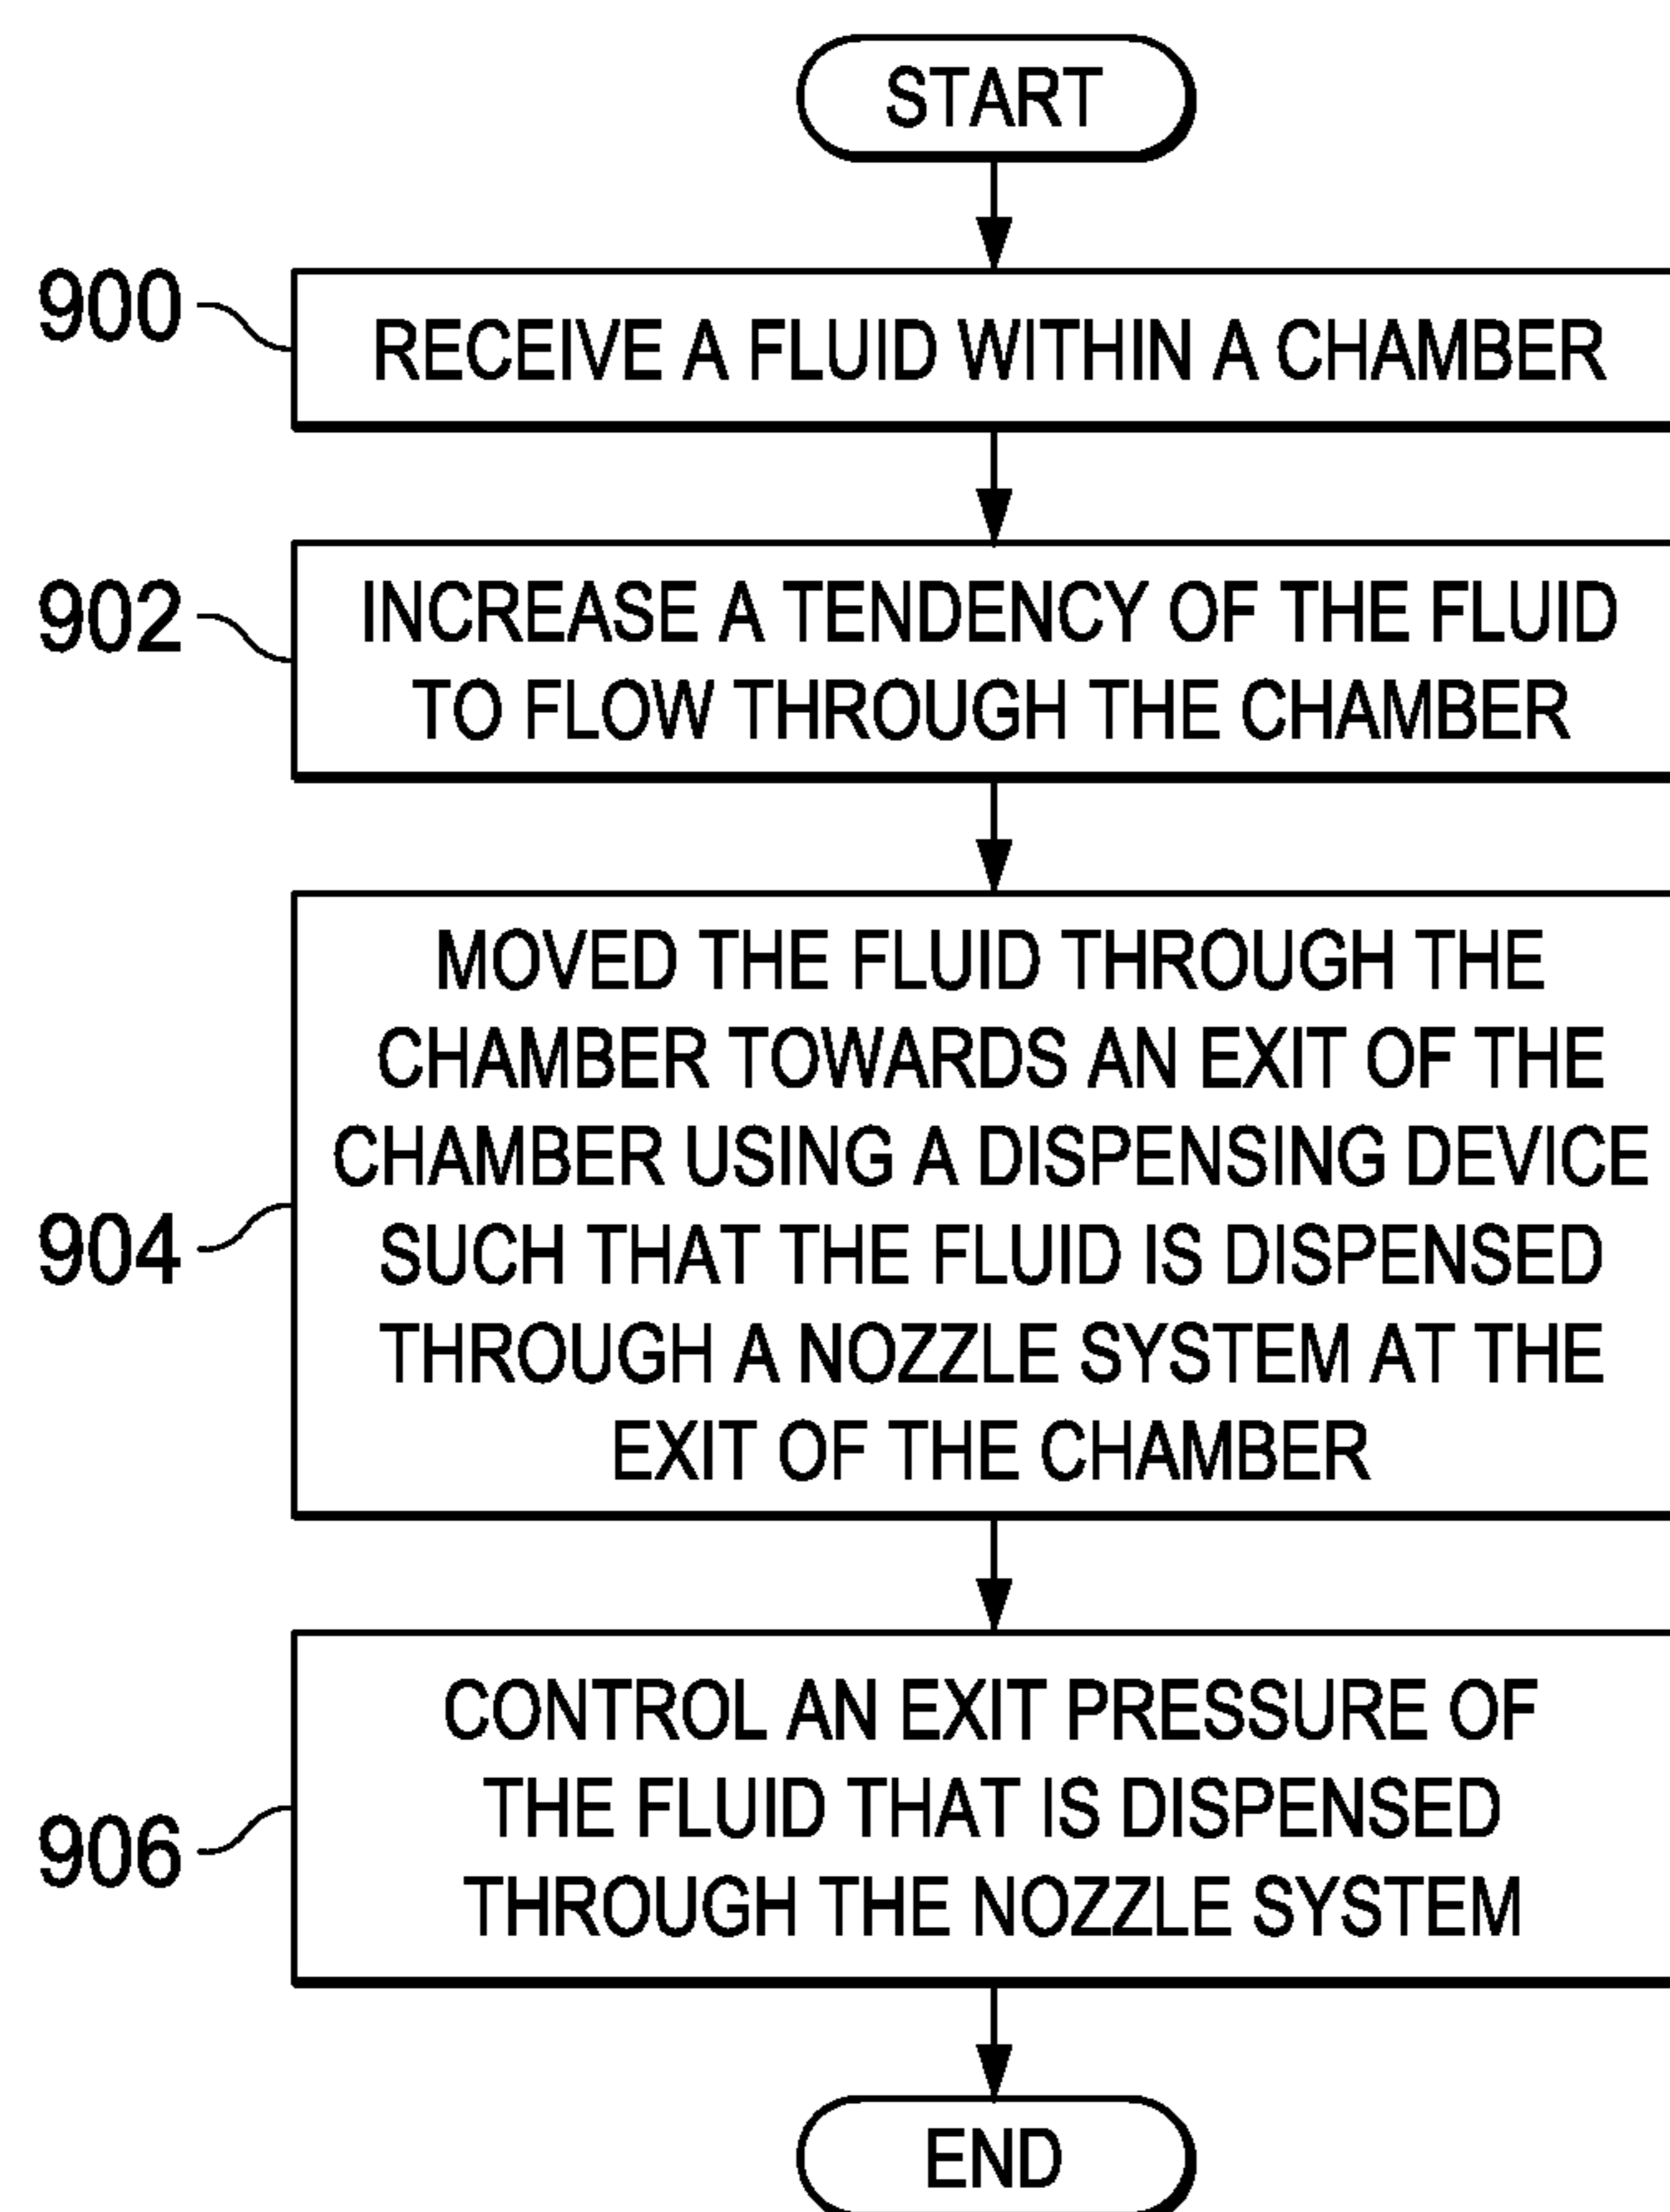 START
900
RECEIVE A FLUID WITHIN A CHAMBER
902
INCREASE A TENDENCY OF THE FLUID
TO FLOW THROUGH THE CHAMBER
904
MOVED THE FLUID THROUGH THE
CHAMBER TOWARDS AN EXIT OF THE
CHAMBER USING A DISPENSING DEVICE
SUCH THAT THE FLUID IS DISPENSED
THROUGH A NOZZLE SYSTEM AT THE
EXIT OF THE CHAMBER
906
CONTROL AN EXIT PRESSURE OF
THE FLUID THAT IS DISPENSED
THROUGH THE NOZZLE SYSTEM
END